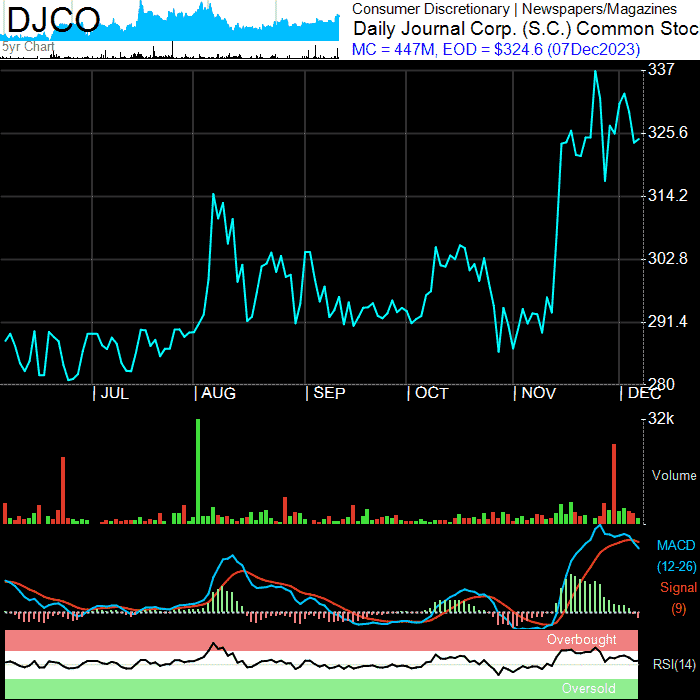 DJCO
5yr Chart
Consumer Discretionary | Newspapers/Magazines
Daily Journal Corp. (S.C.) Common Stoc
MC = 447M, EOD = $324.6 (07Dec2023)
337
325.6
314.2
302.8
291.4
280
| JUL | AUG | SEP | OCT | NOV | DEC
32k
Volume
MACD
(12-26)
Signal
(9)
Overbought
RSI(14)
Oversold